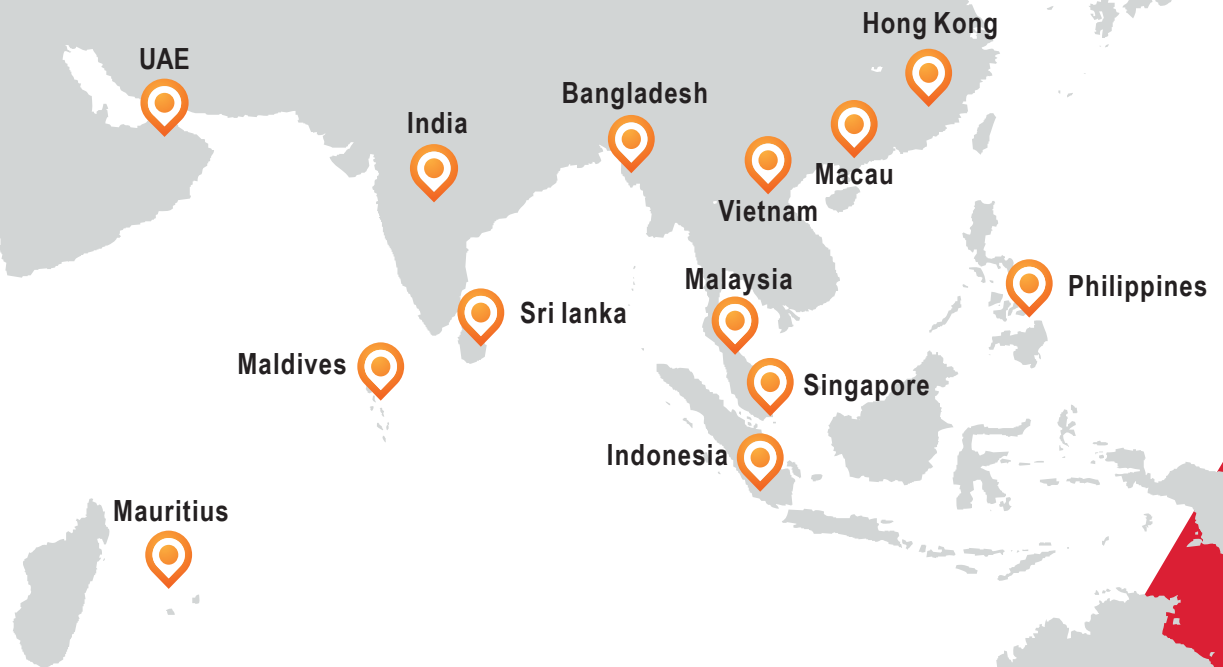 Hong Kong
UAE
Bangladesh
India
Macau
Vietnam
Malaysia
Philippines
Sri lanka
Maldives
Singapore
Indonesia
Mauritius